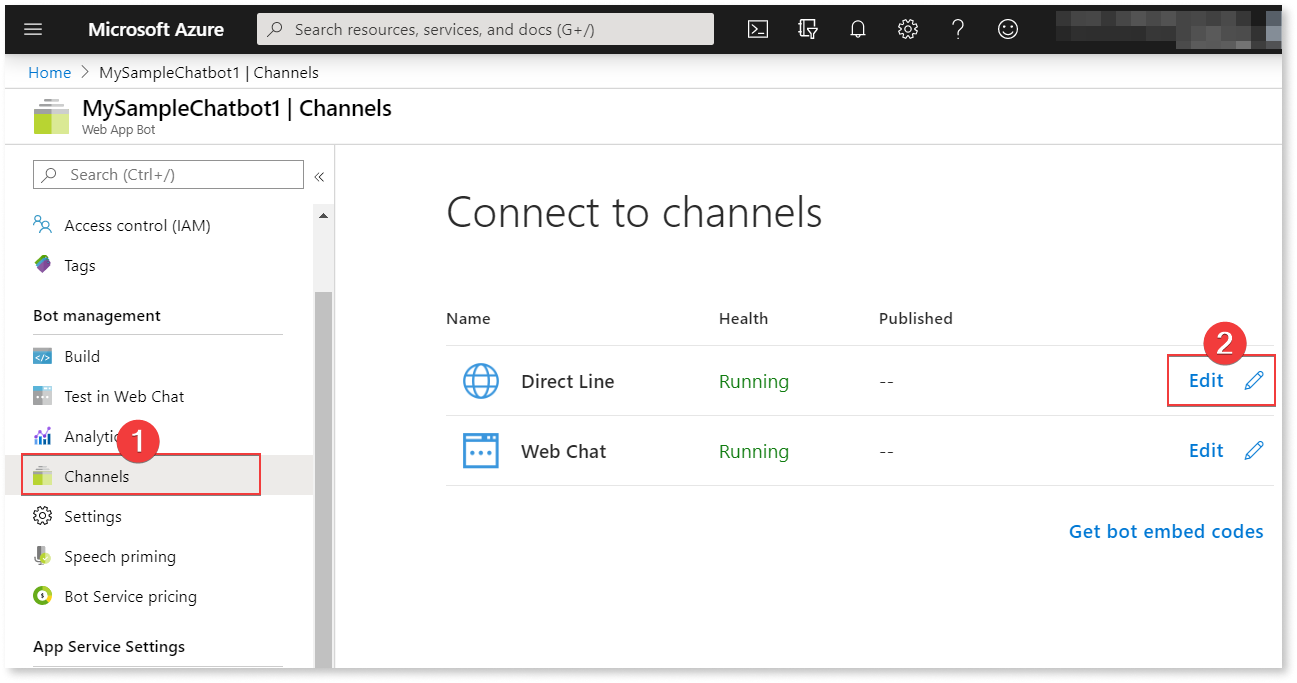 Microsoft Azure
Search resources, services, and docs (G+/)
Home > MySampleChatbot1 | Channels
MySampleChatbot1 | Channels
Web App Bot
Search (Ctrl+/)
«
Access control (IAM)
Tags
Bot management
Build
Test in Web Chat
Analytic
1
Channels
Settings
Speech priming
Bot Service pricing
App Service Settings
Connect to channels
Name Health Published
2
Direct Line Running -- Edit
Web Chat Running -- Edit
Get bot embed codes